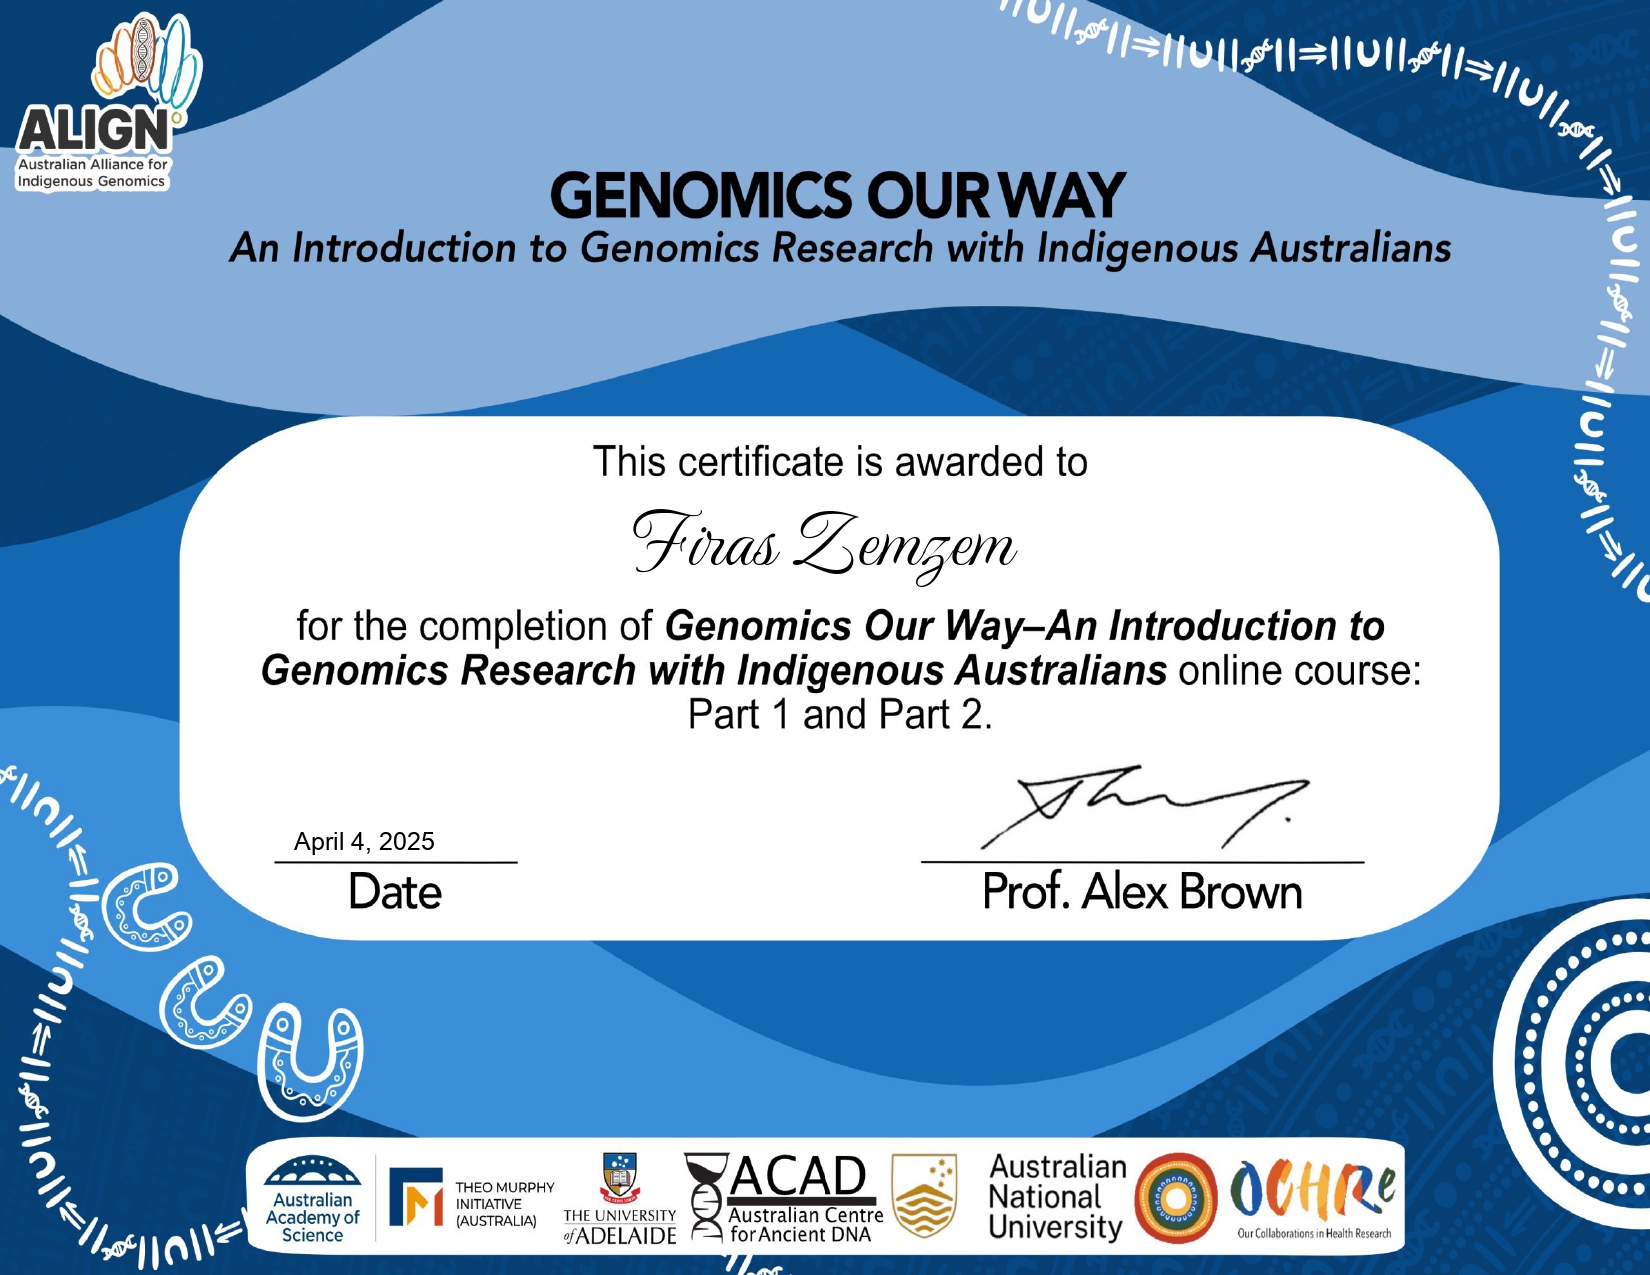 ALIGN
Australian Alliance for
Indigenous Genomics
GENOMICS OUR WAY
An Introduction to Genomics Research with Indigenous Australians
This certificate is awarded to
Firas Zemzem
for the completion of Genomics Our Way–An Introduction to
Genomics Research with Indigenous Australians online course:
Part 1 and Part 2.
April 4, 2025
Date
Prof. Alex Brown
Australian
Academy of
Science
THEO MURPHY
INITIATIVE
(AUSTRALIA)
THE UNIVERSITY
of ADELAIDE
ACAD
Australian Centre
for Ancient DNA
Australian
National
University
OCHRe
Our Collaborations in Health Research